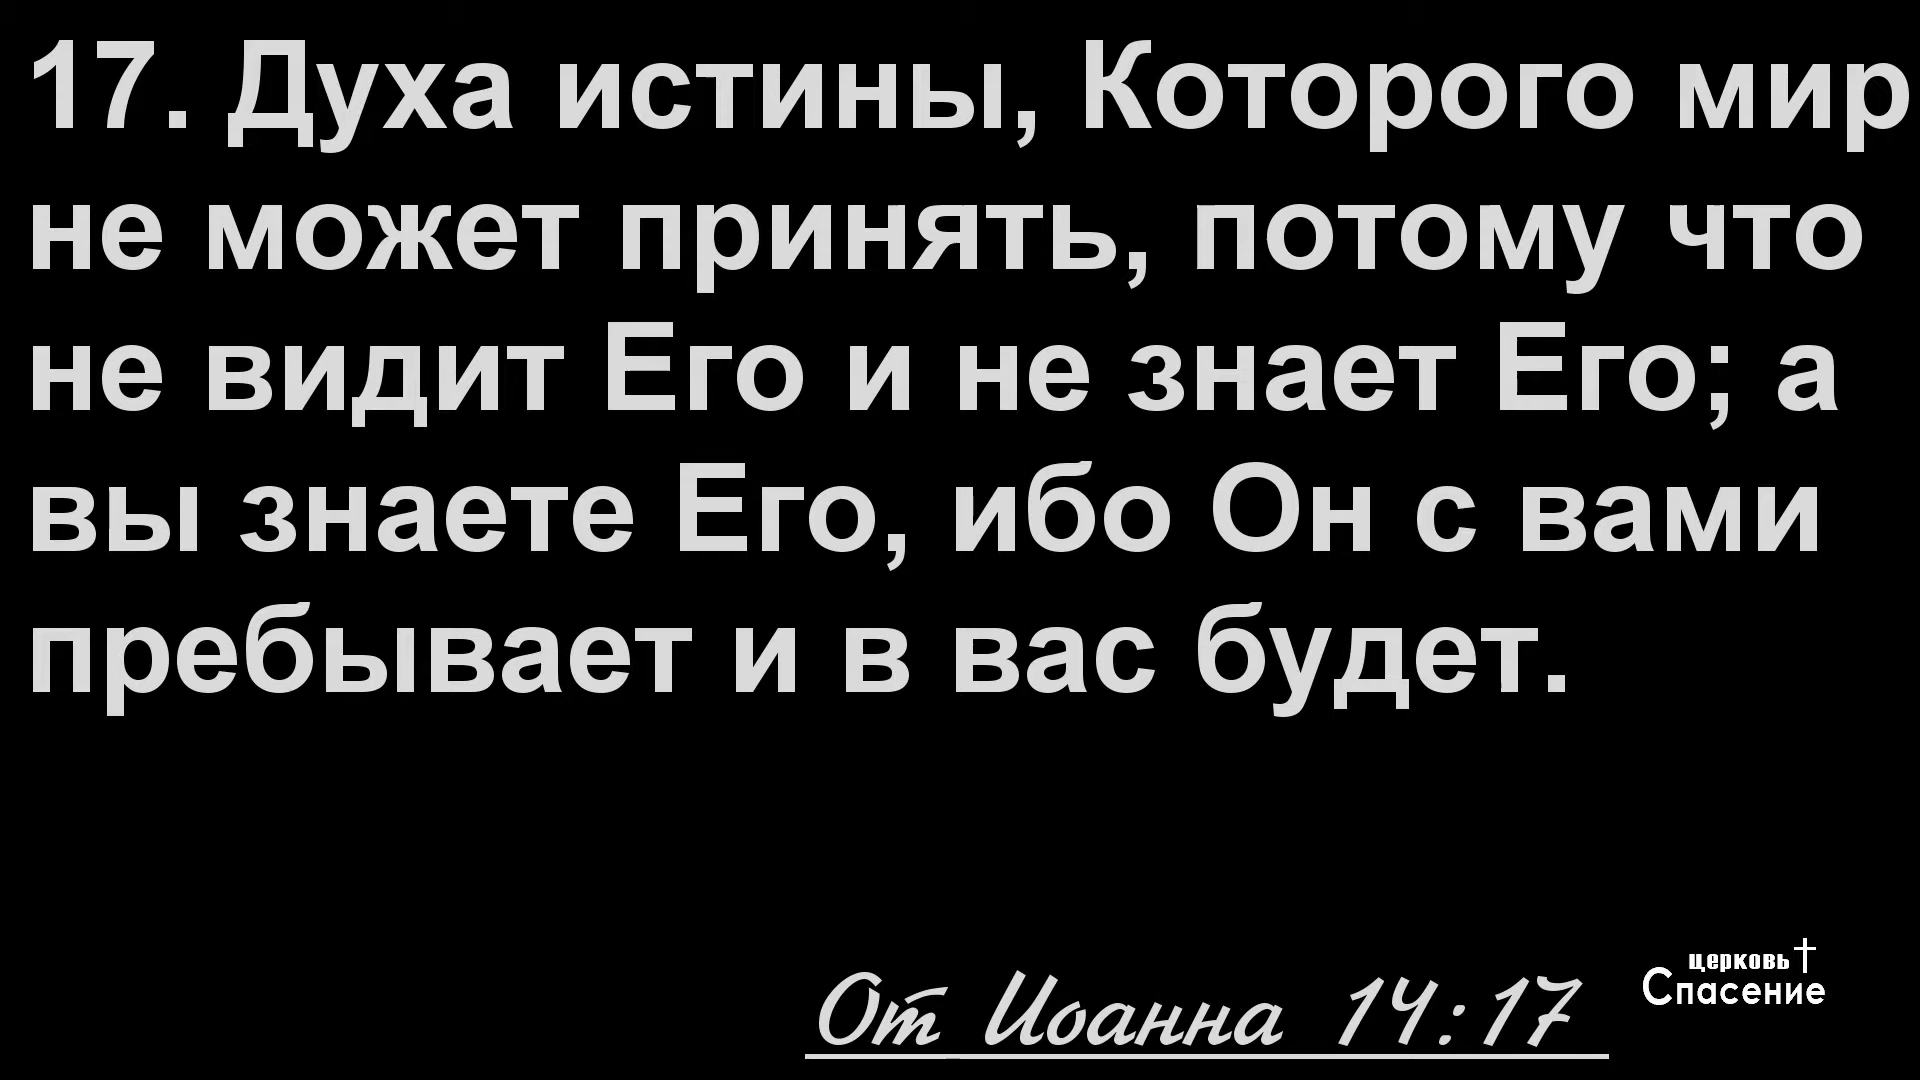 17. Духа истины, Которого мир
не может принять, потому что
не видит Его и не знает Его; а
вы знаете Его, ибо Он с вами
пребывает и в вас будет.
От Иоанна 14:17
церковь
Спасение